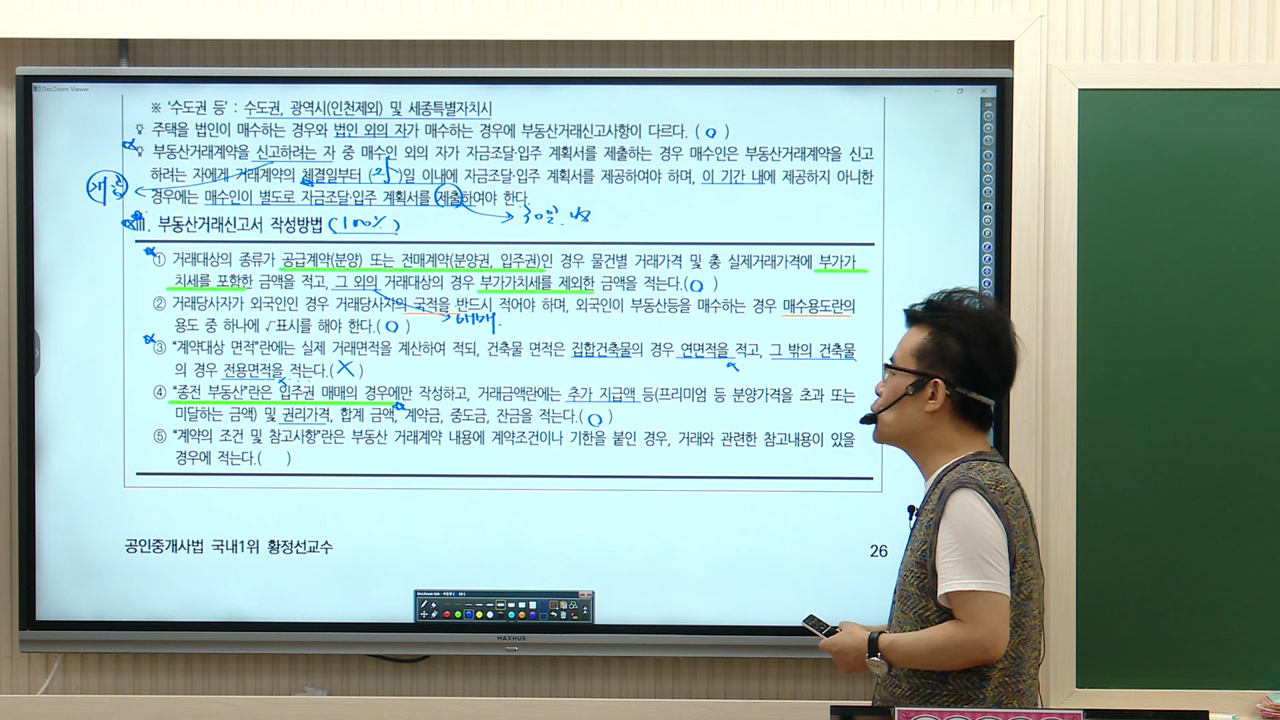 DocZoom Viewer
※ '수도권 등' : 수도권, 광역시(인천제외) 및 세종특별자치시
주택을 법인이 매수하는 경우와 법인 외의 자가 매수하는 경우에 부동산거래신고사항이 다르다. ( O )
부동산거래계약을 신고하려는 자 중 매수인 외의 자가 자금조달·입주 계획서를 제출하는 경우 매수인은 부동산거래계약을 신고
하려는 자에게 거래계약의 체결일부터 ( 25 )일 이내에 자금조달·입주 계획서를 제공하여야 하며, 이 기간 내에 제공하지 아니한
경우에는 매수인이 별도로 자금조달·입주 계획서를 제출하여야 한다.
30일 내
Ⅲ. 부동산거래신고서 작성방법 (100%)
① 거래대상의 종류가 공급계약(분양) 또는 전매계약(분양권, 입주권)인 경우 물건별 거래가격 및 총 실제거래가격에 부가가
치세를 포함한 금액을 적고, 그 외의 거래대상의 경우 부가가치세를 제외한 금액을 적는다.( O )
② 거래당사자가 외국인인 경우 거래당사자의 국적을 반드시 적어야 하며, 외국인이 부동산등을 매수하는 경우 매수용도란의
용도 중 하나에 √표시를 해야 한다.( O )
매매.
③ "계약대상 면적"란에는 실제 거래면적을 계산하여 적되, 건축물 면적은 집합건축물의 경우 연면적을 적고, 그 밖의 건축물
의 경우 전용면적을 적는다.( X )
④ "종전 부동산"란은 입주권 매매의 경우에만 작성하고, 거래금액란에는 추가 지급액 등(프리미엄 등 분양가격을 초과 또는
미달하는 금액) 및 권리가격, 합계 금액, 계약금, 중도금, 잔금을 적는다.( O )
⑤ "계약의 조건 및 참고사항"란은 부동산 거래계약 내용에 계약조건이나 기한을 붙인 경우, 거래와 관련한 참고내용이 있을
경우에 적는다.( )
공인중개사법 국내1위 황정선교수
26
MAXHUB